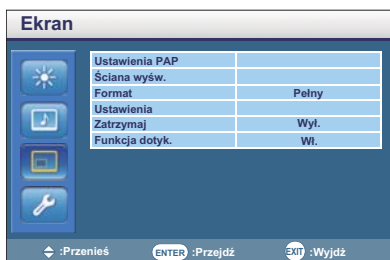 Ekran
Ustawienia PAP
Ściana wyśw.
Format Pełny
Ustawienia
Zatrzymaj Wył.
Funkcja dotyk. Wł.
:Przenieś ENTER :Przejdź EXIT :Wyjdź